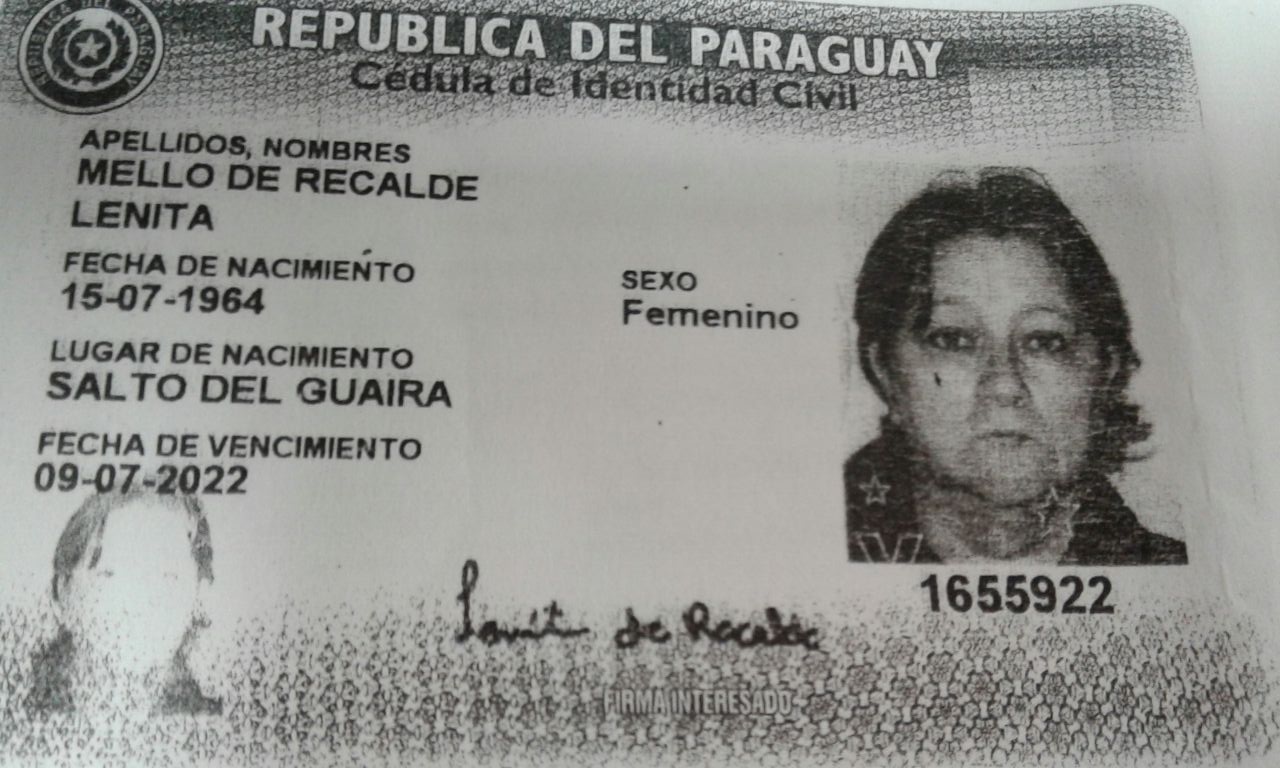 REPUBLICA DEL PARAGUAY
Cédula de Identidad Civil
APELLIDOS, NOMBRES
MELLO DE RECALDE
LENITA
FECHA DE NACIMIENTO
15-07-1964
SEXO
Femenino
LUGAR DE NACIMIENTO
SALTO DEL GUAIRA
FECHA DE VENCIMIENTO
09-07-2022
1655922
de Recalde
FIRMA INTERESADO